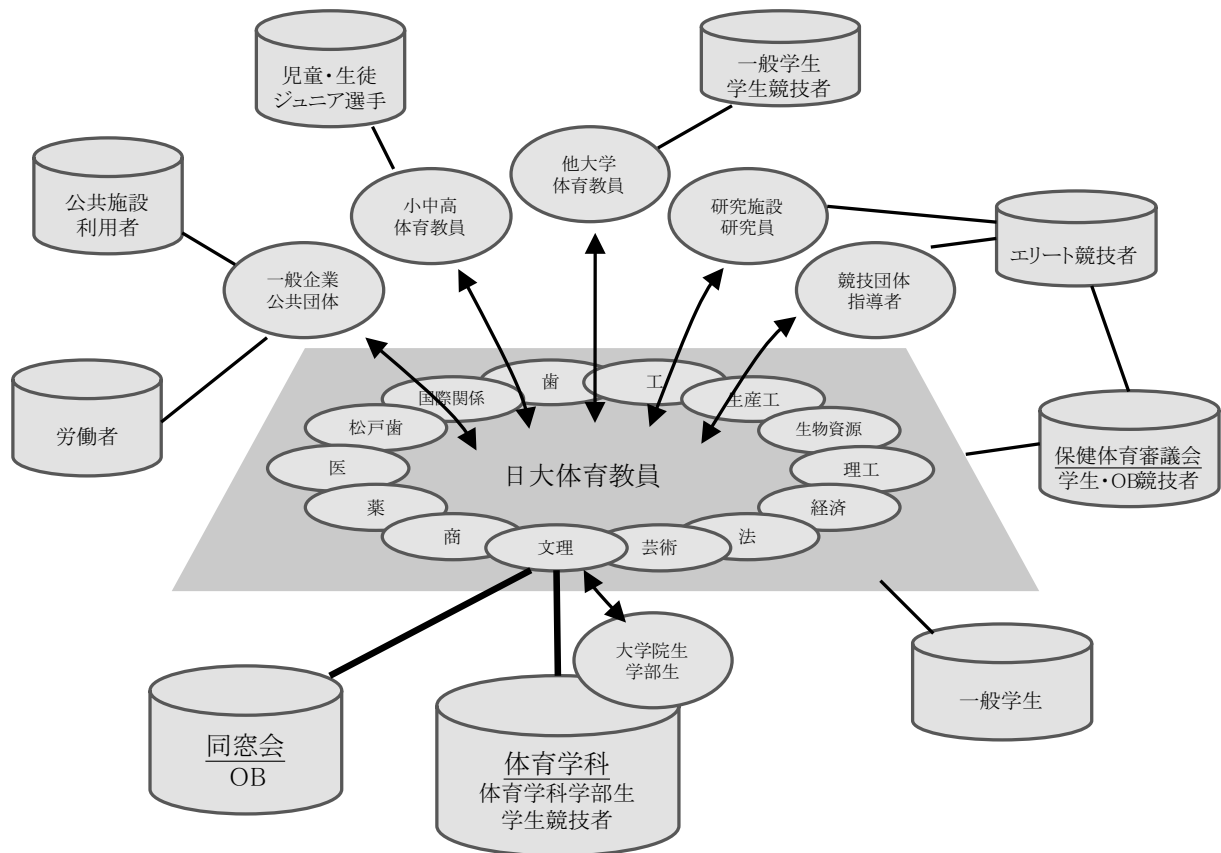 児童・生徒
ジュニア選手
一般学生
学生競技者
公共施設
利用者
他大学
体育教員
小中高
体育教員
研究施設
研究員
エリート競技者
一般企業
公共団体
競技団体
指導者
労働者
歯
工
国際関係
生産工
松戸歯
生物資源
医
理工
日大体育教員
薬
経済
商
文理
芸術
法
保健体育審議会
学生・OB競技者
大学院生
学部生
一般学生
同窓会
OB
体育学科
体育学科学部生
学生競技者